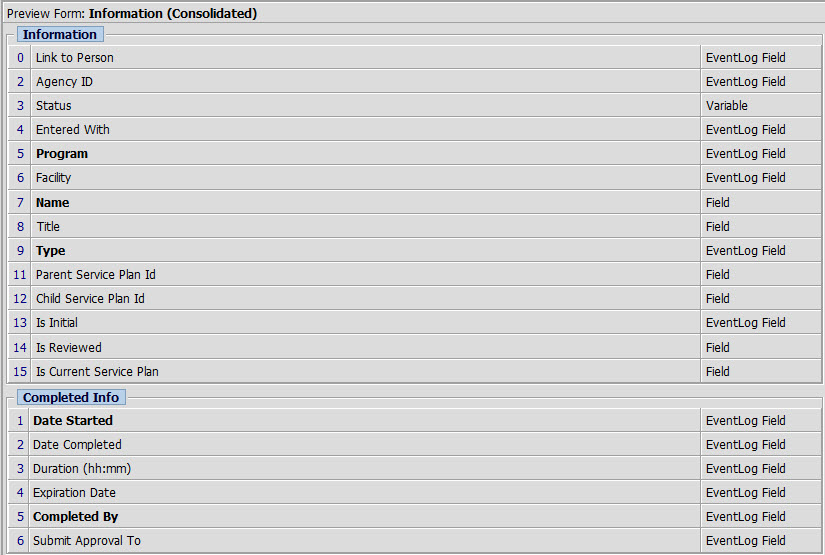 Preview Form: Information (Consolidated)
Information
0 Link to Person EventLog Field
2 Agency ID EventLog Field
3 Status Variable
4 Entered With EventLog Field
5 Program EventLog Field
6 Facility EventLog Field
7 Name Field
8 Title Field
9 Type EventLog Field
11 Parent Service Plan Id Field
12 Child Service Plan Id Field
13 Is Initial EventLog Field
14 Is Reviewed Field
15 Is Current Service Plan Field
Completed Info
1 Date Started EventLog Field
2 Date Completed EventLog Field
3 Duration (hh:mm) EventLog Field
4 Expiration Date EventLog Field
5 Completed By EventLog Field
6 Submit Approval To EventLog Field